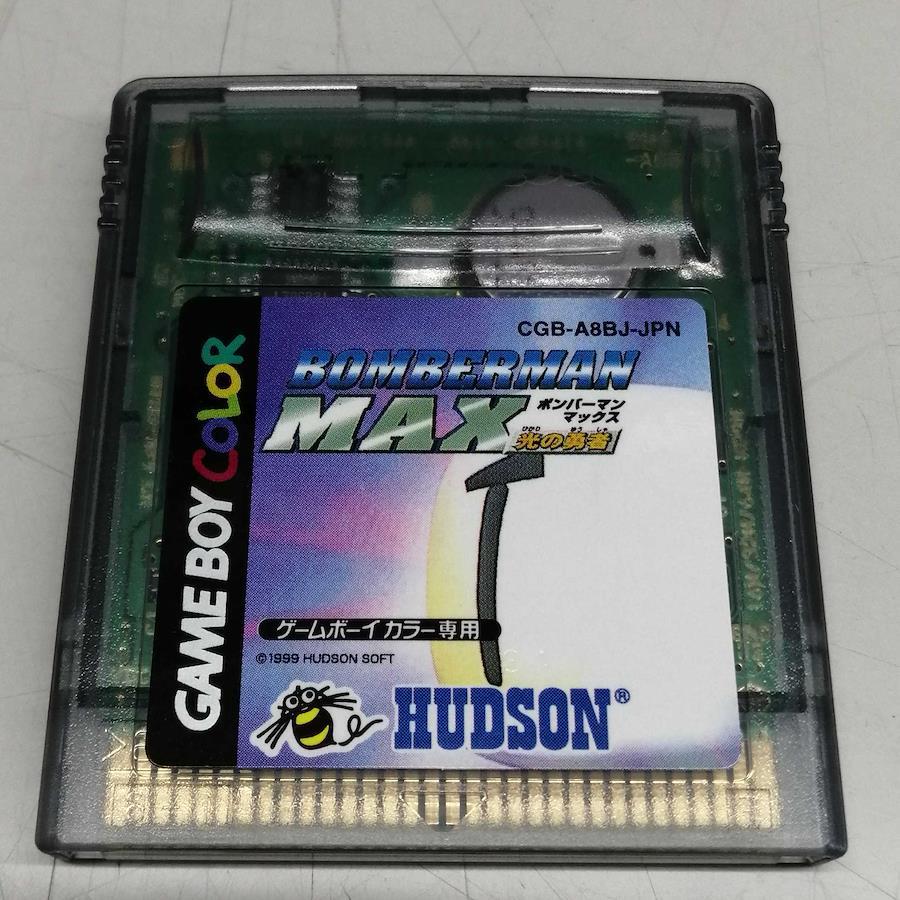 CGB-A8BJ-JPN
BOMBERMAN
MAX
ボンバーマン
マックス
ひかり ゆうしゃ
光の勇者
GAME BOY COLOR
ゲームボーイカラー専用
©1999 HUDSON SOFT
HUDSON®